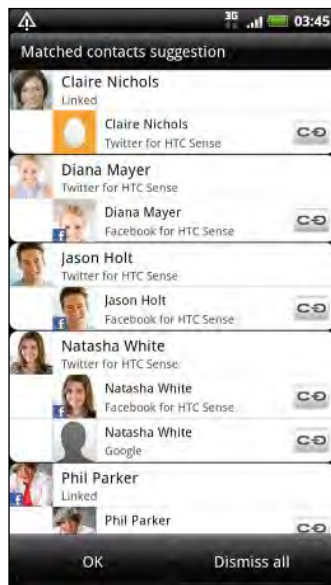 3G 03:45
Matched contacts suggestion
Claire Nichols
Linked
Claire Nichols
Twitter for HTC Sense
Diana Mayer
Twitter for HTC Sense
Diana Mayer
Facebook for HTC Sense
Jason Holt
Twitter for HTC Sense
Jason Holt
Facebook for HTC Sense
Natasha White
Twitter for HTC Sense
Natasha White
Facebook for HTC Sense
Natasha White
Google
Phil Parker
Linked
Phil Parker
OK Dismiss all